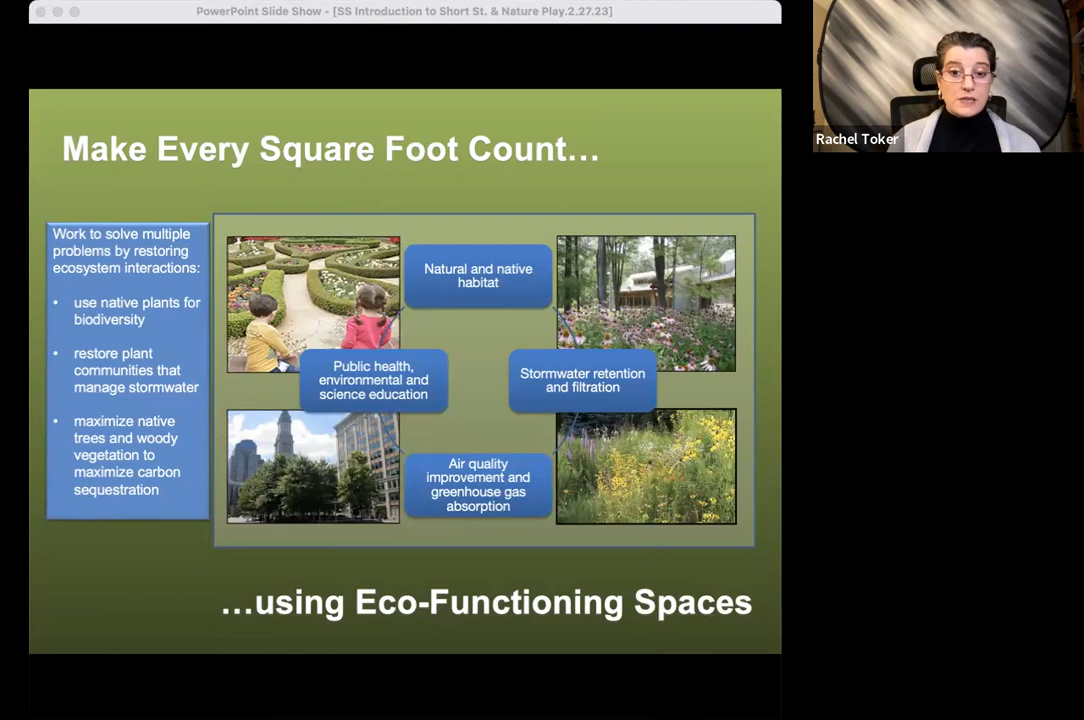 PowerPoint Slide Show - [SS Introduction to Short St. & Nature Play.2.27.23]
Rachel Toker
Make Every Square Foot Count…
Work to solve multiple
problems by restoring
ecosystem interactions:
• use native plants for
biodiversity
• restore plant
communities that
manage stormwater
• maximize native
trees and woody
vegetation to
maximize carbon
sequestration
Natural and native
habitat
Public health,
environmental and
science education
Stormwater retention
and filtration
Air quality
improvement and
greenhouse gas
absorption
…using Eco-Functioning Spaces